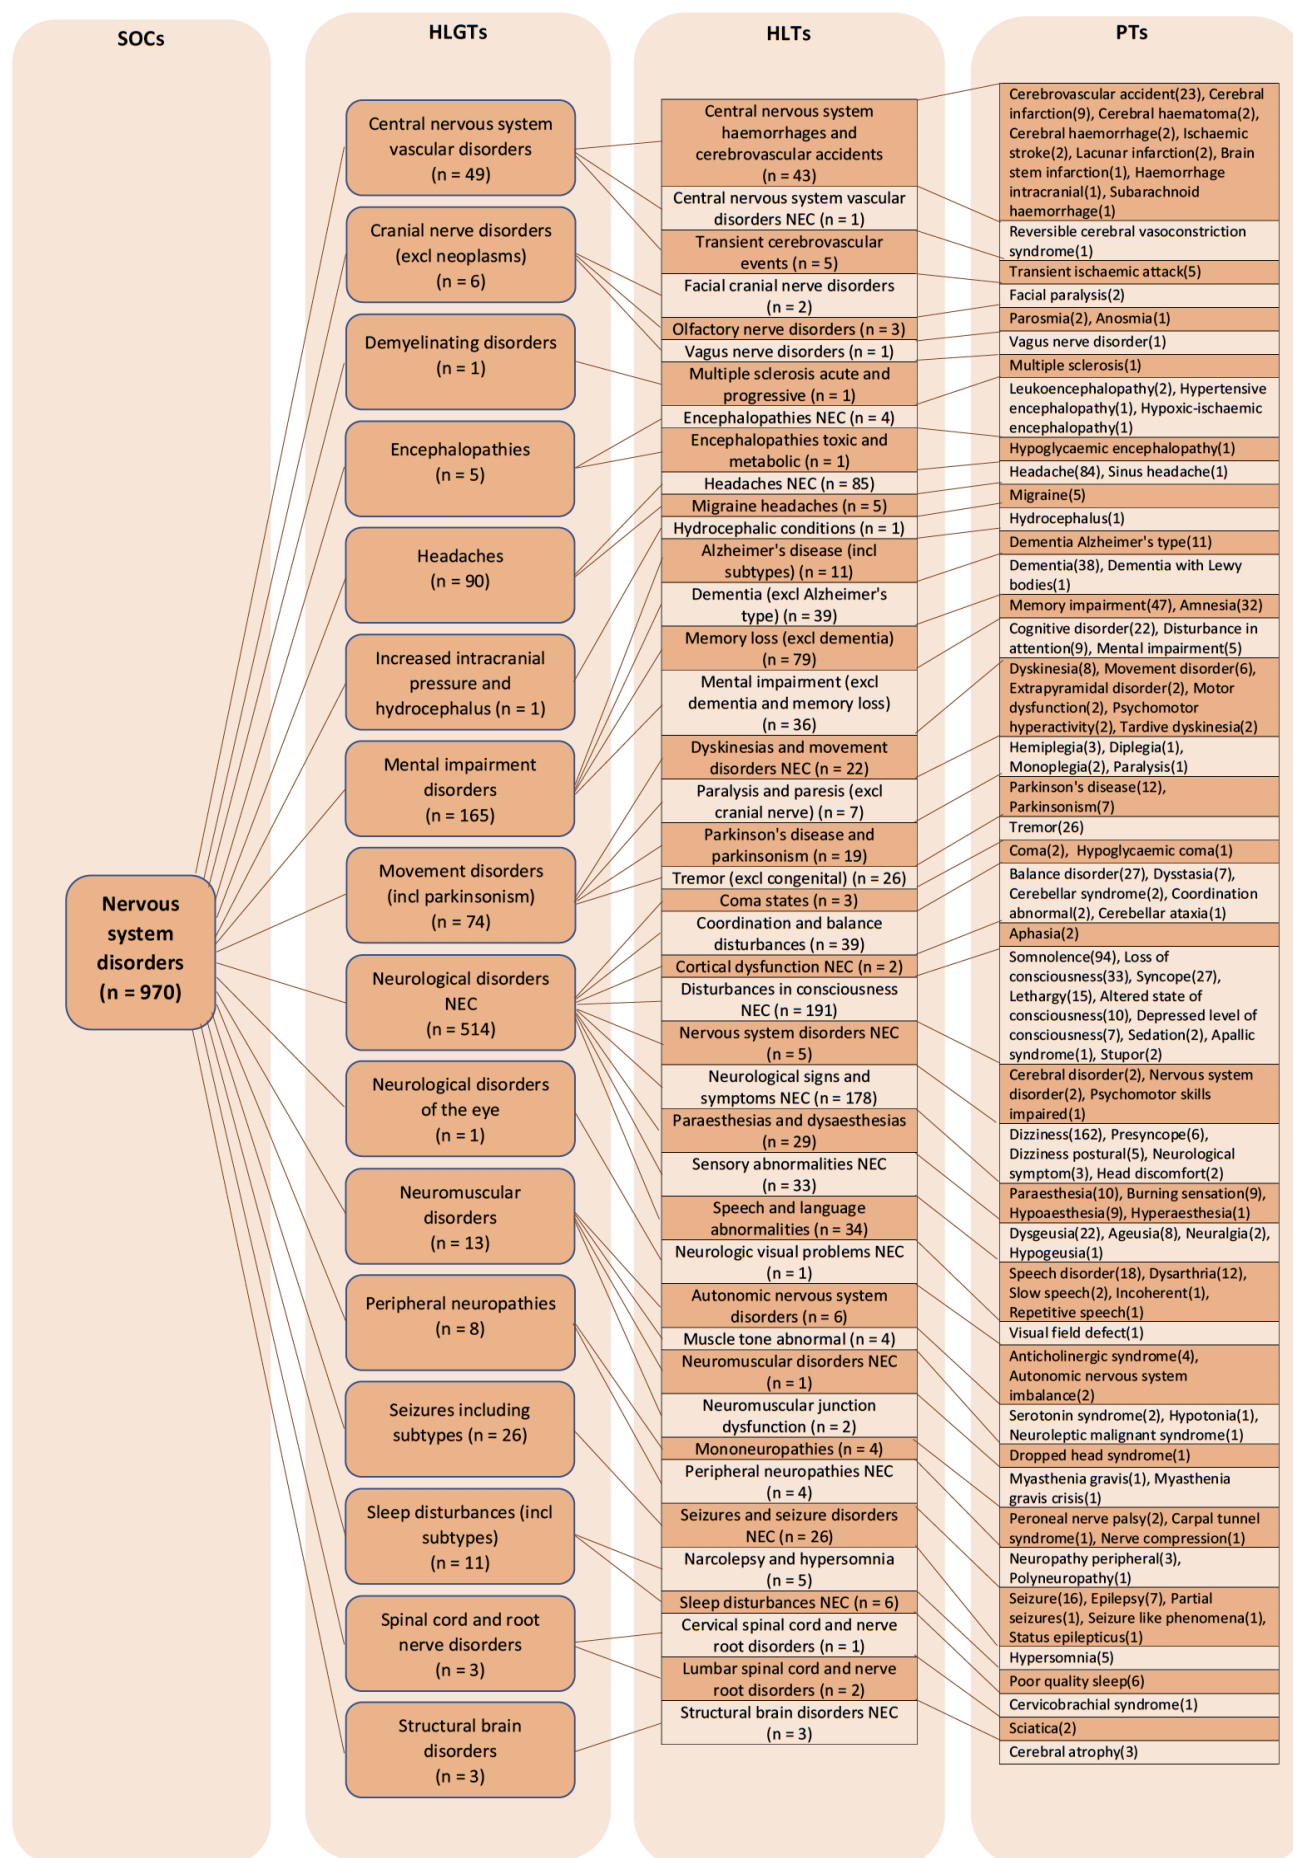 SOCs
HLGTs
HLTs
PTs
Nervous
system
disorders
(n = 970)
Central nervous system
vascular disorders
(n = 49)
Cranial nerve disorders
(excl neoplasms)
(n = 6)
Demyelinating disorders
(n = 1)
Encephalopathies
(n = 5)
Headaches
(n = 90)
Increased intracranial
pressure and
hydrocephalus (n = 1)
Mental impairment
disorders
(n = 165)
Movement disorders
(incl parkinsonism)
(n = 74)
Neurological disorders
NEC
(n = 514)
Neurological disorders
of the eye
(n = 1)
Neuromuscular
disorders
(n = 13)
Peripheral neuropathies
(n = 8)
Seizures including
subtypes (n = 26)
Sleep disturbances (incl
subtypes)
(n = 11)
Spinal cord and root
nerve disorders
(n = 3)
Structural brain
disorders
(n = 3)
Central nervous system
haemorrhages and
cerebrovascular accidents
(n = 43)
Central nervous system vascular
disorders NEC (n = 1)
Transient cerebrovascular
events (n = 5)
Facial cranial nerve disorders
(n = 2)
Olfactory nerve disorders (n = 3)
Vagus nerve disorders (n = 1)
Multiple sclerosis acute and
progressive (n = 1)
Encephalopathies NEC (n = 4)
Encephalopathies toxic and
metabolic (n = 1)
Headaches NEC (n = 85)
Migraine headaches (n = 5)
Hydrocephalic conditions (n = 1)
Alzheimer's disease (incl
subtypes) (n = 11)
Dementia (excl Alzheimer's
type) (n = 39)
Memory loss (excl dementia)
(n = 79)
Mental impairment (excl
dementia and memory loss)
(n = 36)
Dyskinesias and movement
disorders NEC (n = 22)
Paralysis and paresis (excl
cranial nerve) (n = 7)
Parkinson's disease and
parkinsonism (n = 19)
Tremor (excl congenital) (n = 26)
Coma states (n = 3)
Coordination and balance
disturbances (n = 39)
Cortical dysfunction NEC (n = 2)
Disturbances in consciousness
NEC (n = 191)
Nervous system disorders NEC
(n = 5)
Neurological signs and
symptoms NEC (n = 178)
Paraesthesias and dysaesthesias
(n = 29)
Sensory abnormalities NEC
(n = 33)
Speech and language
abnormalities (n = 34)
Neurologic visual problems NEC
(n = 1)
Autonomic nervous system
disorders (n = 6)
Muscle tone abnormal (n = 4)
Neuromuscular disorders NEC
(n = 1)
Neuromuscular junction
dysfunction (n = 2)
Mononeuropathies (n = 4)
Peripheral neuropathies NEC
(n = 4)
Seizures and seizure disorders
NEC (n = 26)
Narcolepsy and hypersomnia
(n = 5)
Sleep disturbances NEC (n = 6)
Cervical spinal cord and nerve
root disorders (n = 1)
Lumbar spinal cord and nerve
root disorders (n = 2)
Structural brain disorders NEC
(n = 3)
Cerebrovascular accident(23), Cerebral
infarction(9), Cerebral haematoma(2),
Cerebral haemorrhage(2), Ischaemic
stroke(2), Lacunar infarction(2), Brain
stem infarction(1), Haemorrhage
intracranial(1), Subarachnoid
haemorrhage(1)
Reversible cerebral vasoconstriction
syndrome(1)
Transient ischaemic attack(5)
Facial paralysis(2)
Parosmia(2), Anosmia(1)
Vagus nerve disorder(1)
Multiple sclerosis(1)
Leukoencephalopathy(2), Hypertensive
encephalopathy(1), Hypoxic-ischaemic
encephalopathy(1)
Hypoglycaemic encephalopathy(1)
Headache(84), Sinus headache(1)
Migraine(5)
Hydrocephalus(1)
Dementia Alzheimer's type(11)
Dementia(38), Dementia with Lewy
bodies(1)
Memory impairment(47), Amnesia(32)
Cognitive disorder(22), Disturbance in
attention(9), Mental impairment(5)
Dyskinesia(8), Movement disorder(6),
Extrapyramidal disorder(2), Motor
dysfunction(2), Psychomotor
hyperactivity(2), Tardive dyskinesia(2)
Hemiplegia(3), Diplegia(1),
Monoplegia(2), Paralysis(1)
Parkinson's disease(12),
Parkinsonism(7)
Tremor(26)
Coma(2), Hypoglycaemic coma(1)
Balance disorder(27), Dysstasia(7),
Cerebellar syndrome(2), Coordination
abnormal(2), Cerebellar ataxia(1)
Aphasia(2)
Somnolence(94), Loss of
consciousness(33), Syncope(27),
Lethargy(15), Altered state of
consciousness(10), Depressed level of
consciousness(7), Sedation(2), Apallic
syndrome(1), Stupor(2)
Cerebral disorder(2), Nervous system
disorder(2), Psychomotor skills
impaired(1)
Dizziness(162), Presyncope(6),
Dizziness postural(5), Neurological
symptom(3), Head discomfort(2)
Paraesthesia(10), Burning sensation(9),
Hypoaesthesia(9), Hyperaesthesia(1)
Dysgeusia(22), Ageusia(8), Neuralgia(2),
Hypogeusia(1)
Speech disorder(18), Dysarthria(12),
Slow speech(2), Incoherent(1),
Repetitive speech(1)
Visual field defect(1)
Anticholinergic syndrome(4),
Autonomic nervous system
imbalance(2)
Serotonin syndrome(2), Hypotonia(1),
Neuroleptic malignant syndrome(1)
Dropped head syndrome(1)
Myasthenia gravis(1), Myasthenia
gravis crisis(1)
Peroneal nerve palsy(2), Carpal tunnel
syndrome(1), Nerve compression(1)
Neuropathy peripheral(3),
Polyneuropathy(1)
Seizure(16), Epilepsy(7), Partial
seizures(1), Seizure like phenomena(1),
Status epilepticus(1)
Hypersomnia(5)
Poor quality sleep(6)
Cervicobrachial syndrome(1)
Sciatica(2)
Cerebral atrophy(3)